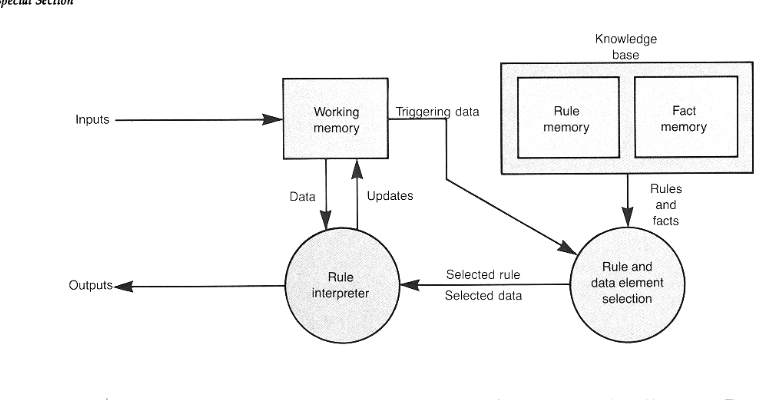 Special Section
Knowledge
base
Inputs
Working
memory
Triggering data
Rule
memory
Fact
memory
Data
Updates
Rules
and
facts
Outputs
Rule
interpreter
Selected rule
Selected data
Rule and
data element
selection